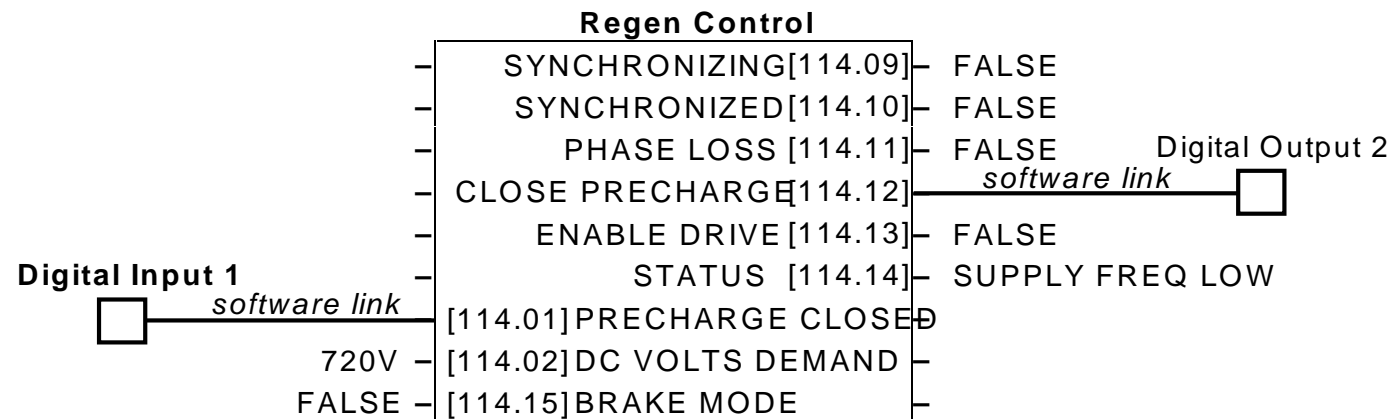 Regen Control
SYNCHRONIZING[114.09] FALSE
SYNCHRONIZED[114.10] FALSE
PHASE LOSS [114.11] FALSE Digital Output 2
CLOSE PRECHARGE[114.12] software link
ENABLE DRIVE [114.13] FALSE
Digital Input 1 STATUS [114.14] SUPPLY FREQ LOW
software link [114.01]PRECHARGE CLOSED
720V [114.02]DC VOLTS DEMAND
FALSE [114.15]BRAKE MODE